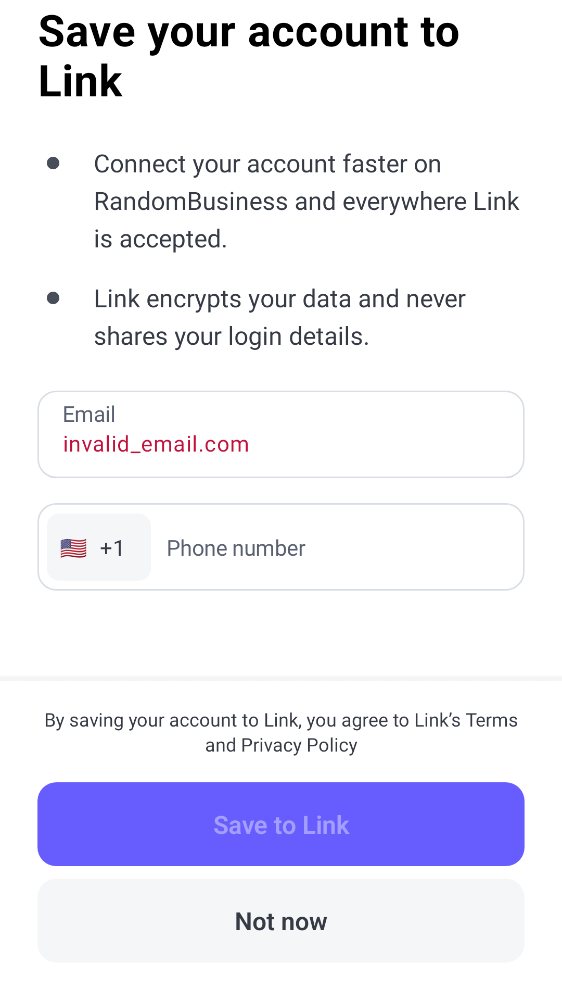 Save your account to
Link
Connect your account faster on
RandomBusiness and everywhere Link
is accepted.
Link encrypts your data and never
shares your login details.
Email
invalid_email.com
+1 Phone number
By saving your account to Link, you agree to Link’s Terms
and Privacy Policy
Save to Link
Not now